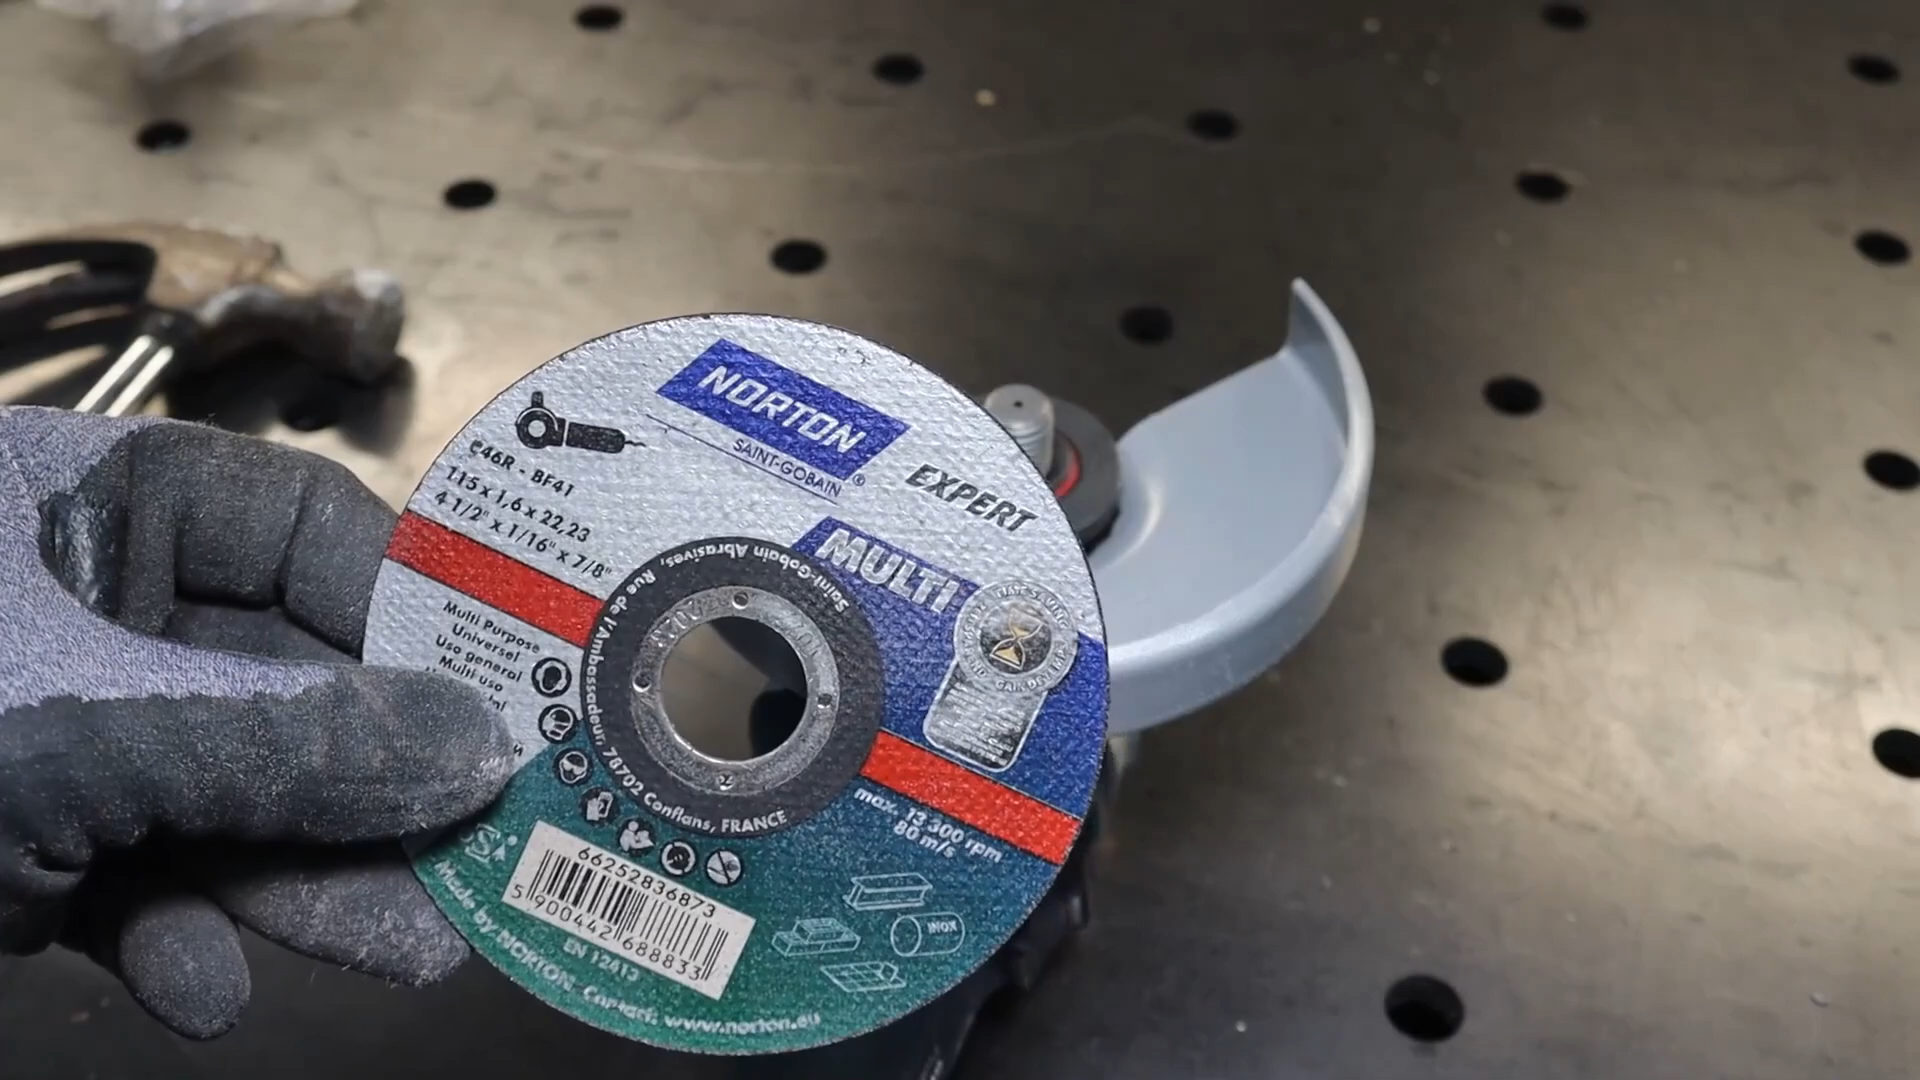 NORTON
SAINT-GOBAIN®
EXPERT
MULTI
C46R - BF41
115 x 1,6 x 22,23
4 1/2" x 1/16" x 7/8"
Multi Purpose
Universel
Uso general
Multi uso
Saint-Gobain Abrasives, Rue de l'Ambassadeur, 78702 Conflans, FRANCE
max. 13 300 rpm
80 m/s
INOX
66252836873
5 900442 688833
EN 12413
Made by NORTON Contact: www.norton.eu